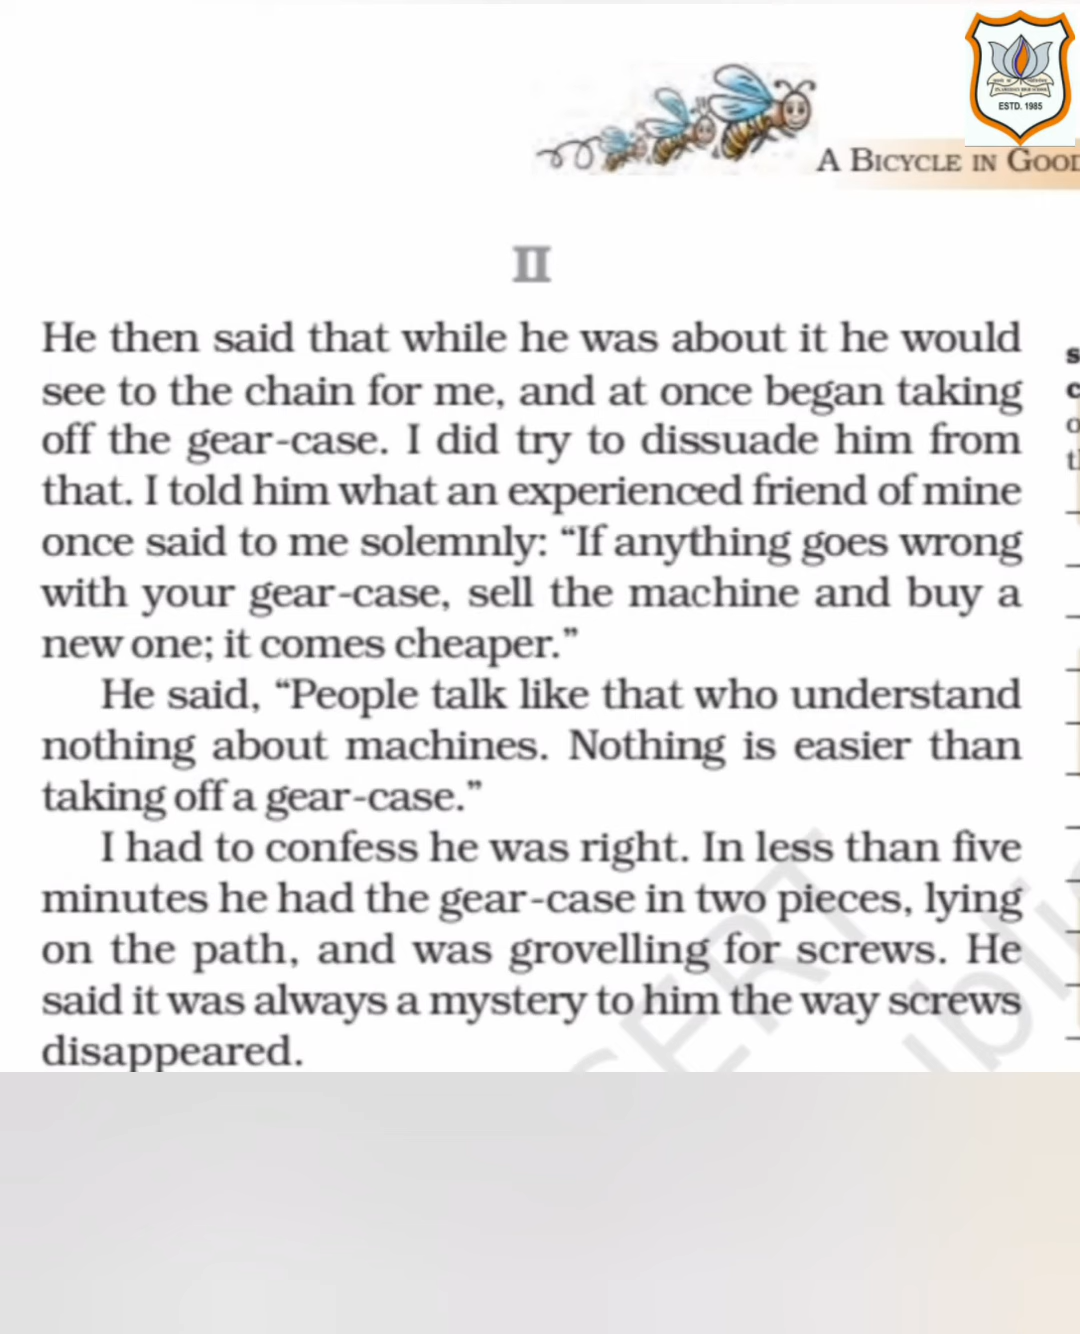 ESTD. 1985
A BICYCLE IN GOOD
II
He then said that while he was about it he would
see to the chain for me, and at once began taking
off the gear-case. I did try to dissuade him from
that. I told him what an experienced friend of mine
once said to me solemnly: “If anything goes wrong
with your gear-case, sell the machine and buy a
new one; it comes cheaper.”
He said, “People talk like that who understand
nothing about machines. Nothing is easier than
taking off a gear-case.”
I had to confess he was right. In less than five
minutes he had the gear-case in two pieces, lying
on the path, and was grovelling for screws. He
said it was always a mystery to him the way screws
disappeared.